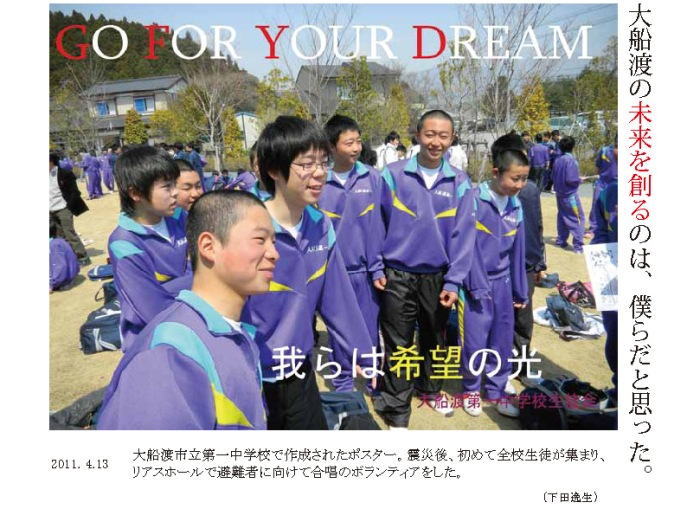 GO FOR YOUR DREAM
大船渡の未来を創るのは、僕らだと思った。
我らは希望の光
大船渡第一中学校生徒会
2011. 4.13
大船渡市立第一中学校で作成されたポスター。震災後、初めて全校生徒が集まり、
リアスホールで避難者に向けて合唱のボランティアをした。
(下田逸生)